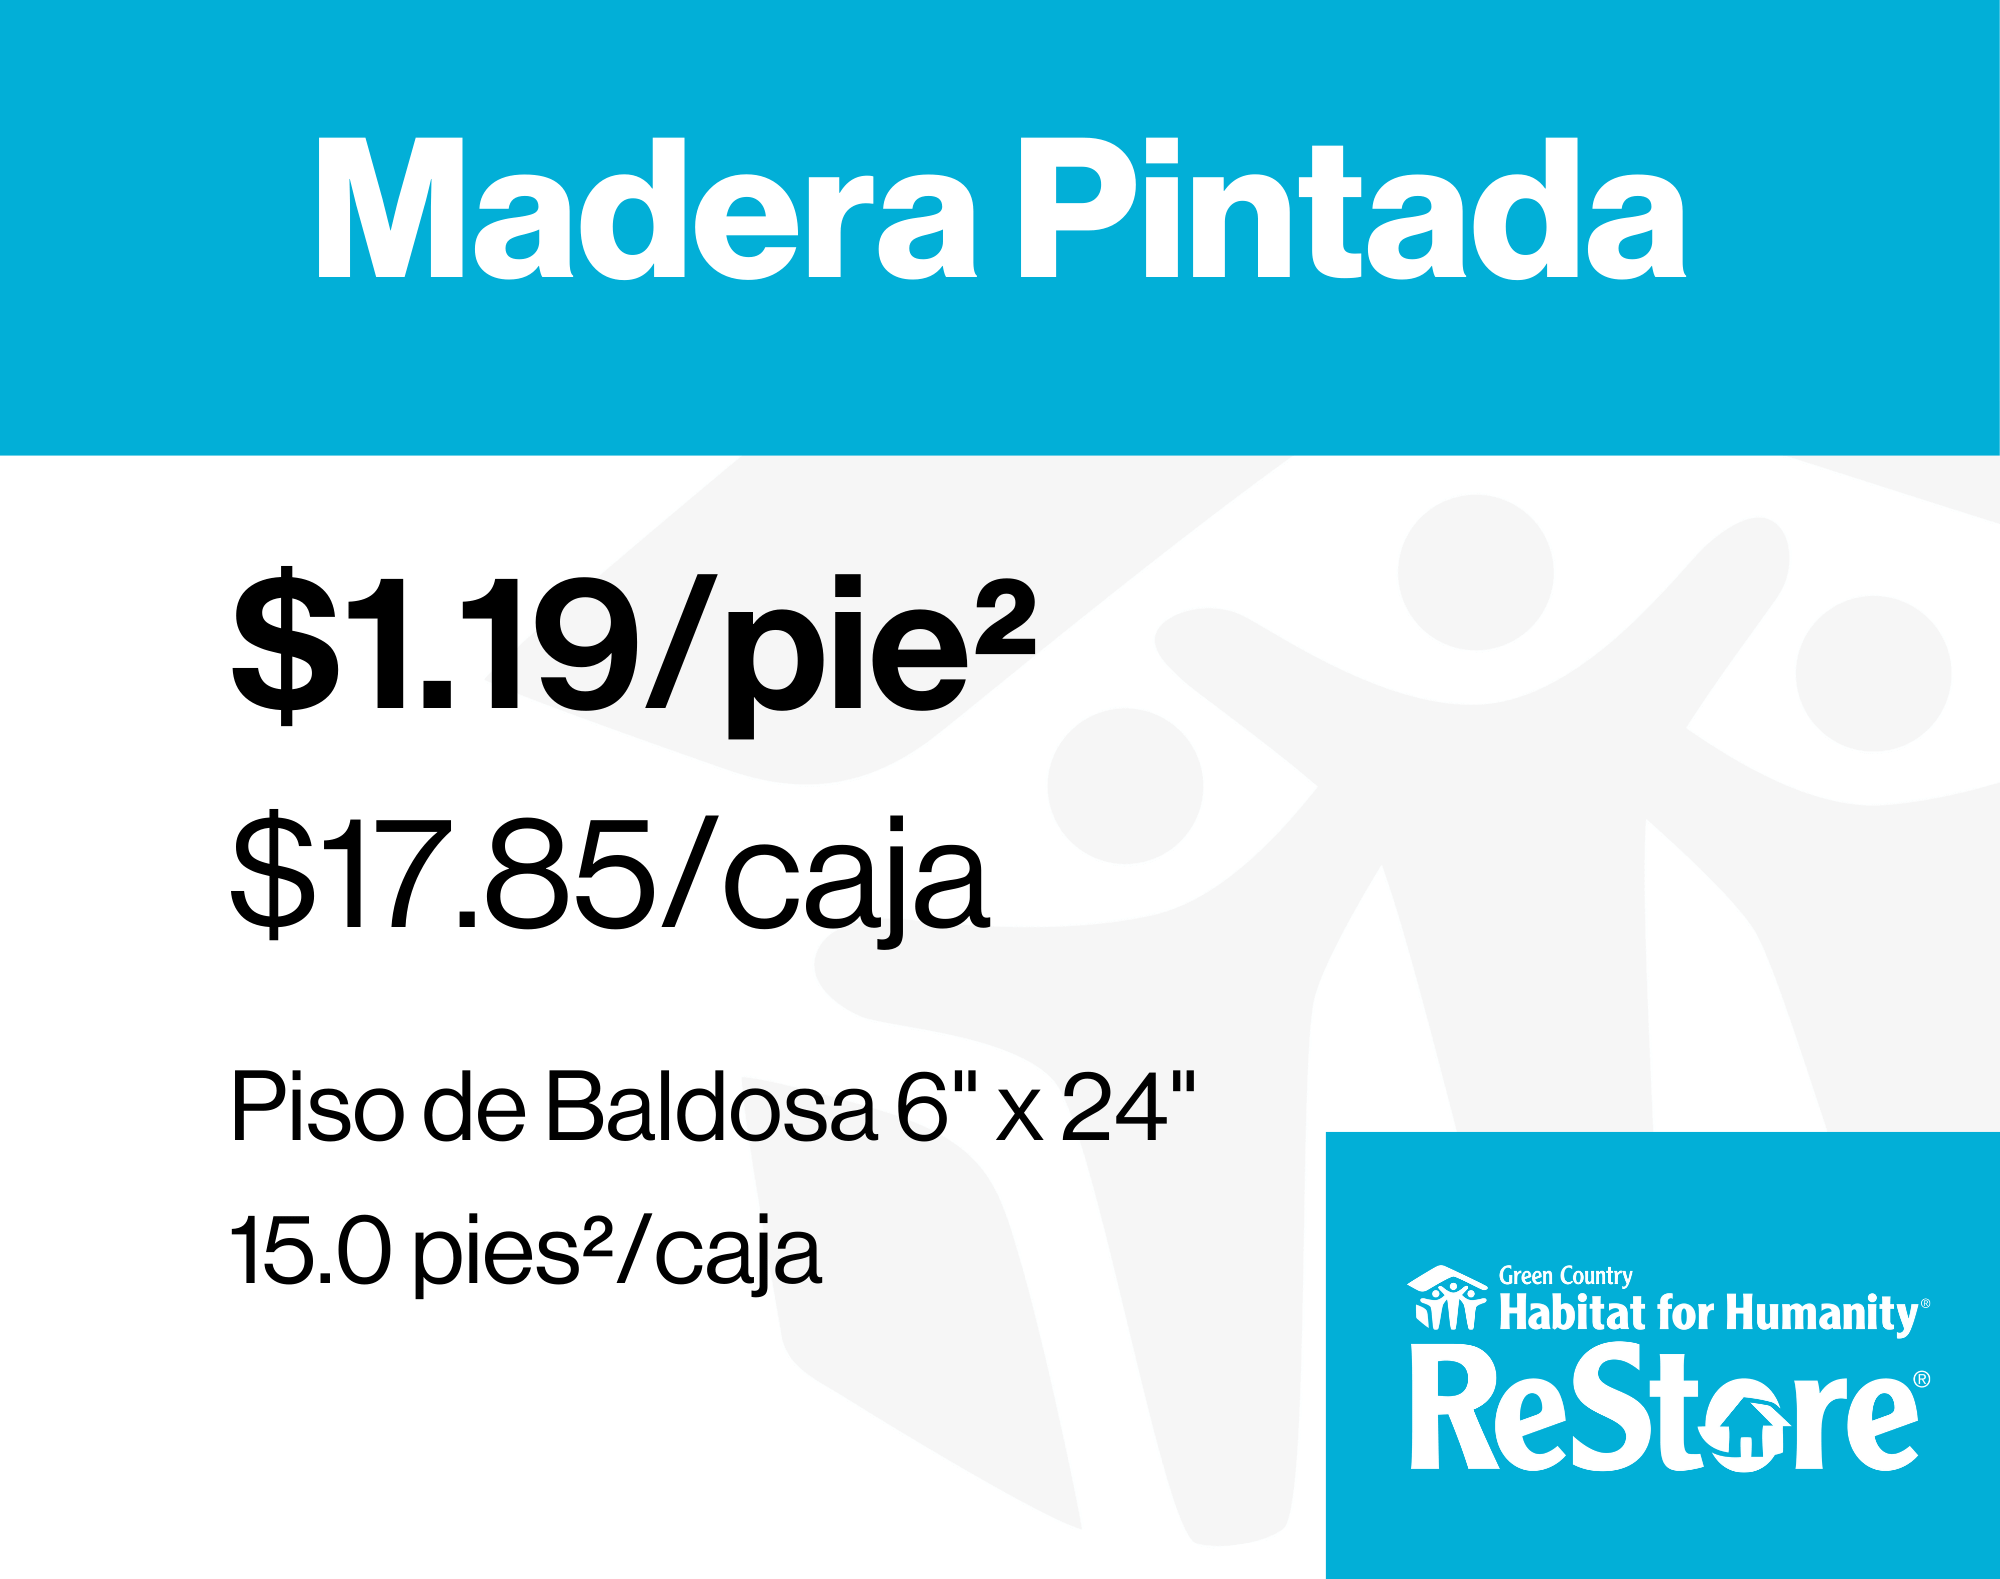 Madera Pintada
$1.19/pie²
$17.85/caja
Piso de Baldosa 6" x 24"
15.0 pies²/caja
Green Country
Habitat for Humanity®
ReStore®